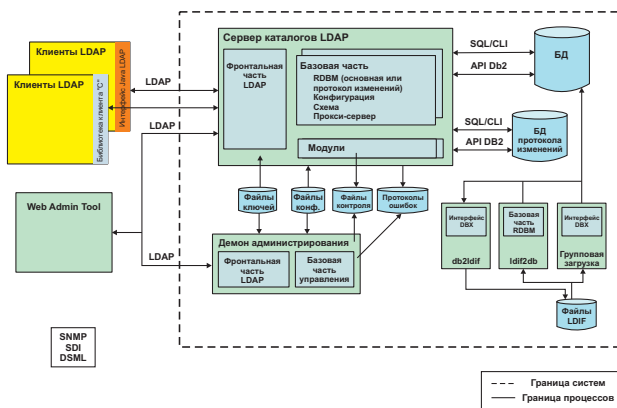 Клиенты LDAP
Клиенты LDAP
Библиотека клиента "C"
Интерфейс Java LDAP
LDAP
LDAP
LDAP
Web Admin Tool
SNMP
SDI
DSML
Сервер каталогов LDAP
Фронтальная
часть
LDAP
Базовая часть
RDBM (основная или
протокол изменений)
Конфигурация
Схема
Прокси-сервер
Модули
SQL/CLI
API Db2
БД
SQL/CLI
API DB2
БД
протокола
изменений
Файлы
ключей
Файлы
конф.
Файлы
контроля
Протоколы
ошибок
Демон администрирования
Фронтальная
часть
LDAP
Базовая
часть
управления
Интерфейс
DBX
db2ldif
Базовая
часть
RDBM
ldif2db
Интерфейс
DBX
Групповая
загрузка
Файлы
LDIF
Граница систем
Граница процессов